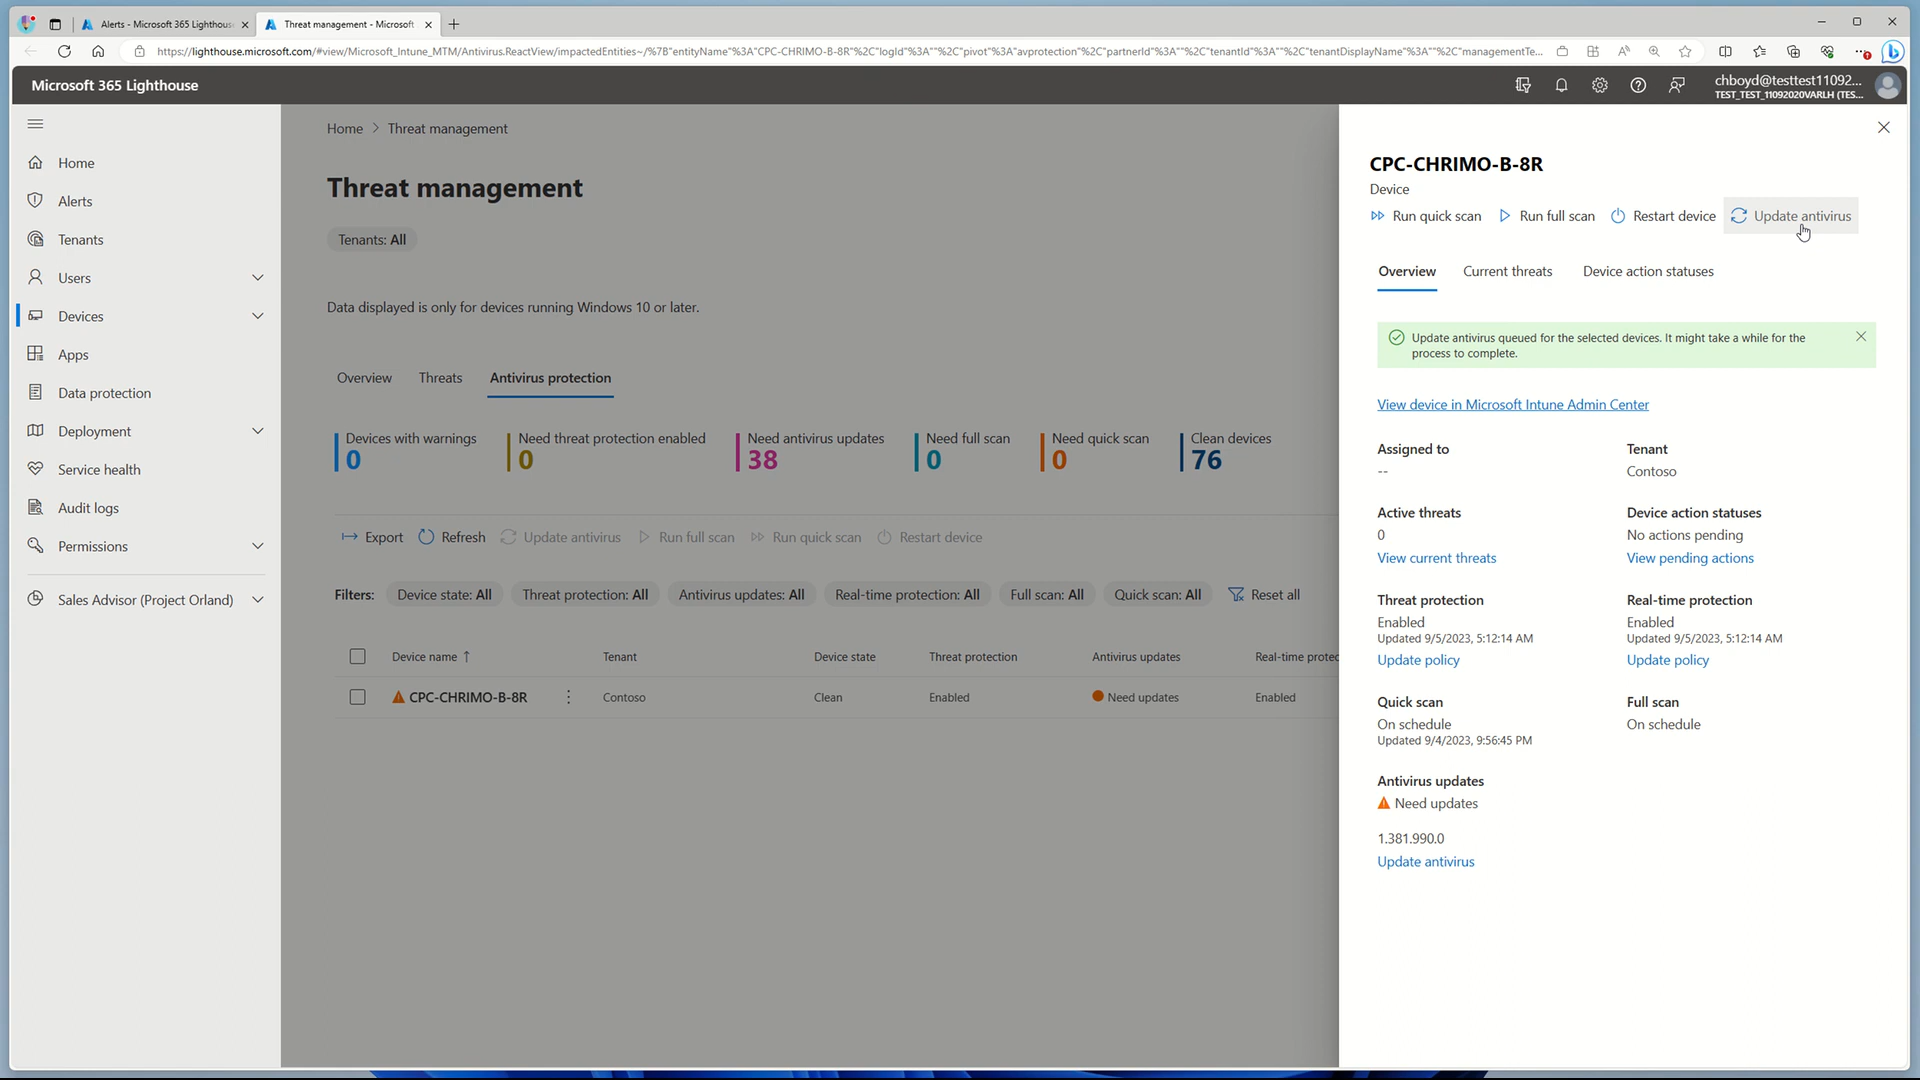 Alerts - Microsoft 365 Lighthouse
Threat management - Microsoft
https://lighthouse.microsoft.com/#view/Microsoft_Intune_MTM/Antivirus.ReactView/impactedEntities~/%7B"entityName"%3A"CPC-CHRIMO-B-8R"%2C"logId"%3A""%2C"pivot"%3A"avprotection"%2C"partnerId"%3A""%2C"tenantId"%3A""%2C"tenantDisplayName"%3A""%2C"managementTe...
Microsoft 365 Lighthouse
chboyd@testtest11092...
TEST_TEST_11092020VARLH (TES...
Home
Alerts
Tenants
Users
Devices
Apps
Data protection
Deployment
Service health
Audit logs
Permissions
Sales Advisor (Project Orland)
Home > Threat management
Threat management
Tenants: All
Data displayed is only for devices running Windows 10 or later.
Overview Threats Antivirus protection
Devices with warnings Need threat protection enabled Need antivirus updates Need full scan Need quick scan Clean devices
0 0 38 0 0 76
Export Refresh Update antivirus Run full scan Run quick scan Restart device
Filters: Device state: All Threat protection: All Antivirus updates: All Real-time protection: All Full scan: All Quick scan: All Reset all
Device name ↑ Tenant Device state Threat protection Antivirus updates Real-time protec
CPC-CHRIMO-B-8R Contoso Clean Enabled Need updates Enabled
CPC-CHRIMO-B-8R
Device
Run quick scan Run full scan Restart device Update antivirus
Overview Current threats Device action statuses
Update antivirus queued for the selected devices. It might take a while for the
process to complete.
View device in Microsoft Intune Admin Center
Assigned to
--
Tenant
Contoso
Active threats
0
View current threats
Device action statuses
No actions pending
View pending actions
Threat protection
Enabled
Updated 9/5/2023, 5:12:14 AM
Update policy
Real-time protection
Enabled
Updated 9/5/2023, 5:12:14 AM
Update policy
Quick scan
On schedule
Updated 9/4/2023, 9:56:45 PM
Full scan
On schedule
Antivirus updates
Need updates
1.381.990.0
Update antivirus